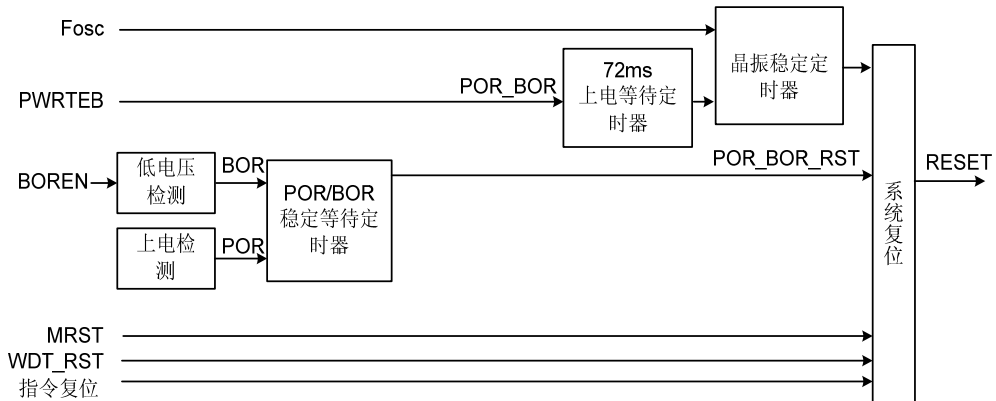 Fosc
PWRTEB
POR_BOR
72ms
上电等待定
时器
晶振稳定定
时器
BOREN
低电压
检测
BOR
上电检
测
POR
POR/BOR
稳定等待定
时器
POR_BOR_RST
系统复位
RESET
MRST
WDT_RST
指令复位